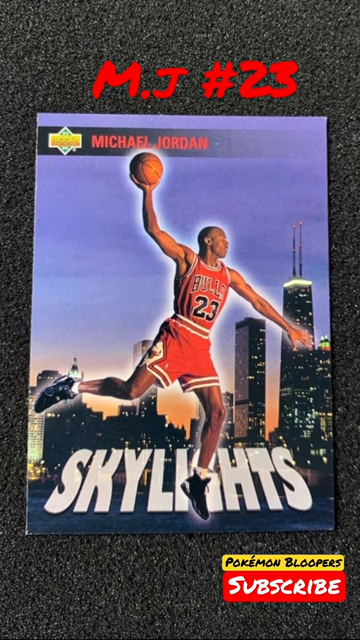 M.J #23
MICHAEL JORDAN
BULLS
23
SKYLIGHTS
Pokémon Bloopers
Subscribe